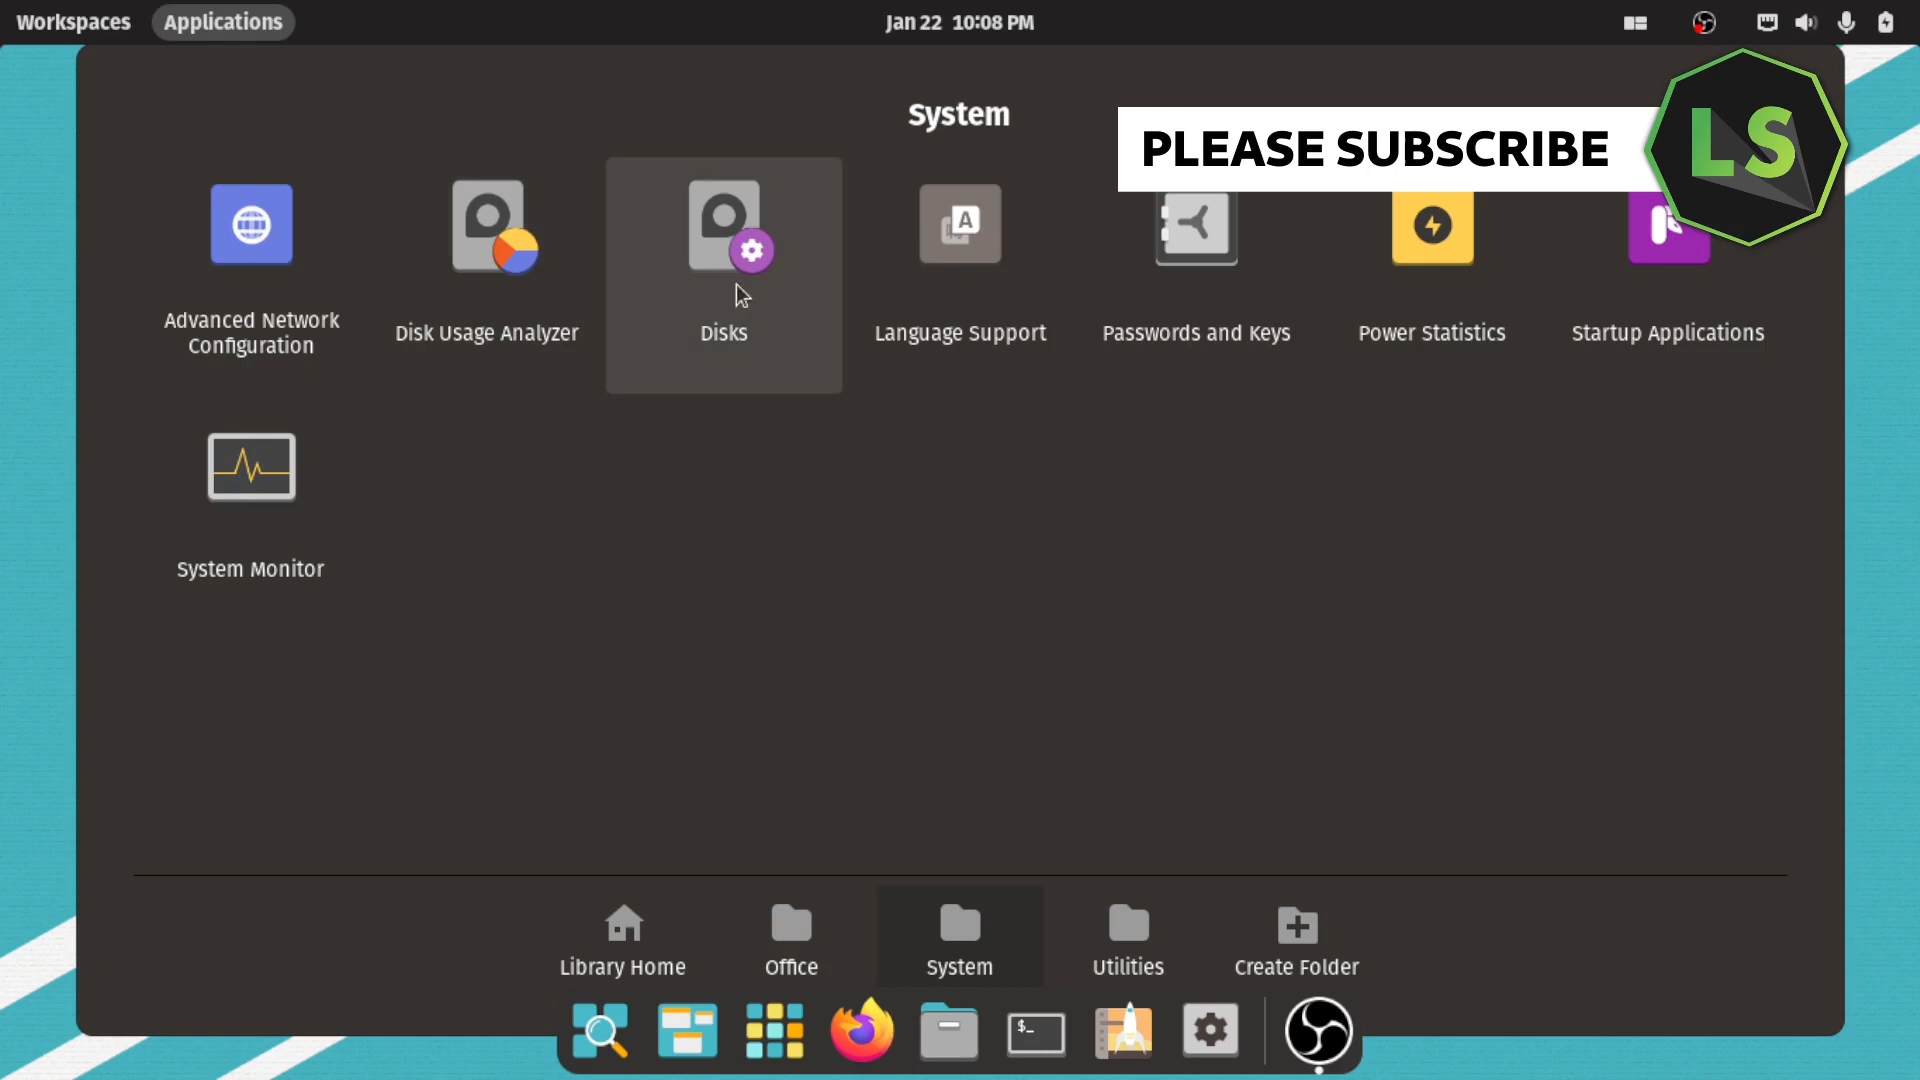 Workspaces
Applications
Jan 22 10:08 PM
System
PLEASE SUBSCRIBE
LS
A
Advanced Network
Configuration
Disk Usage Analyzer
Disks
Language Support
Passwords and Keys
Power Statistics
Startup Applications
System Monitor
Library Home
Office
System
Utilities
Create Folder
$_